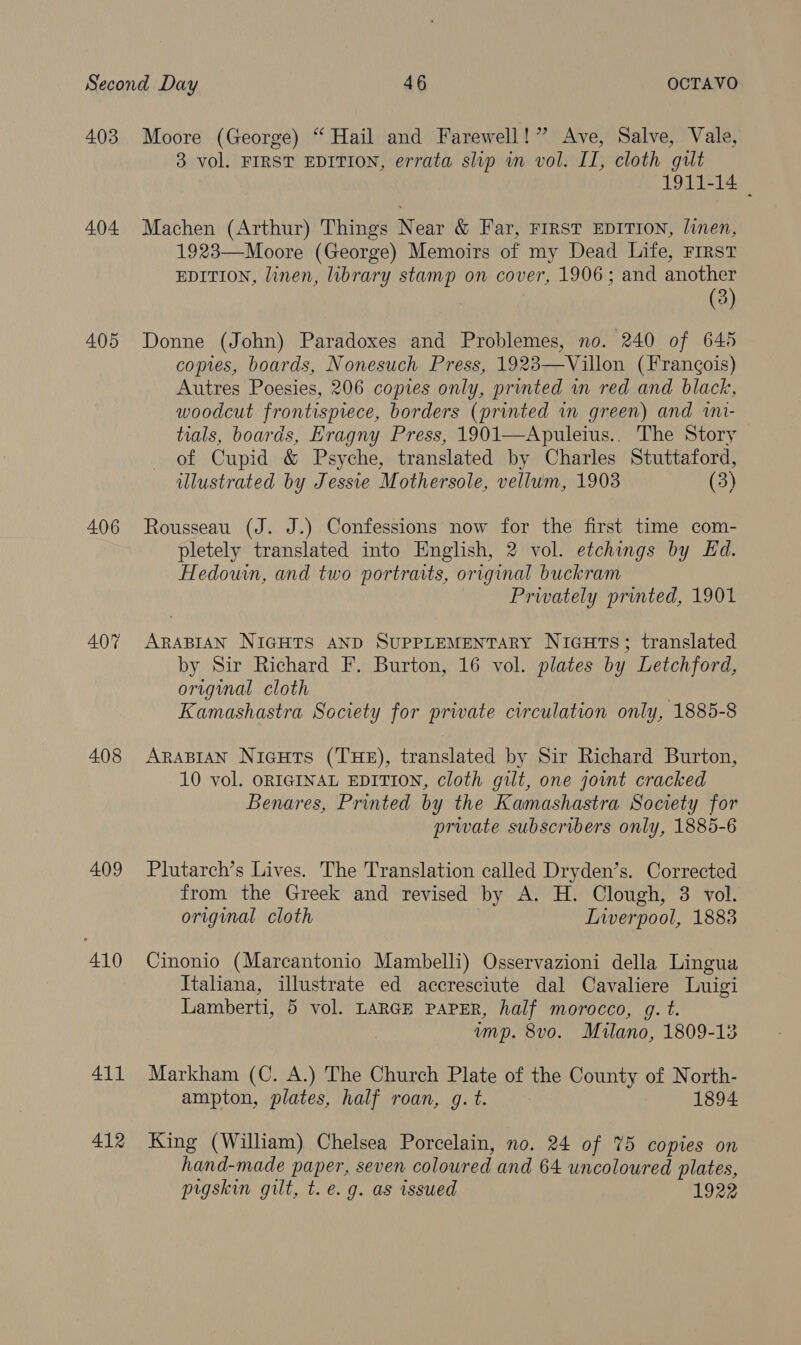 Second Day 46 OCTAVO
403 Moore (George) “Hail and Farewell!” Ave, Salve, Vale,
3 vol. FIRST EDITION, errata slip in vol. II, cloth gilt
1911-14
404 Machen (Arthur) Things Near & Far, FIRST EDITION, linen,
1923—Moore (George) Memoirs of my Dead Life, FIRST
EDITION, linen, library stamp on cover, 1906; and another
(3)
405 Donne (John) Paradoxes and Problemes, no. 240 of 645
copies, boards, Nonesuch Press, 1923—Villon (François)
Autres Poesies, 206 copies only, printed in red and black,
woodcut frontispiece, borders (printed in green) and ini-
tials, boards, Eragny Press, 1901—Apuleius. The Story
of Cupid & Psyche, translated by Charles Stuttaford,
illustrated by Jessie Mothersole, vellum, 1903 (3)
406 Rousseau (J. J.) Confessions now for the first time com-
pletely translated into English, 2 vol. etchings by Ed.
Hedouin, and two portraits, original buckram
Privately printed, 1901
407 ARABIAN NIGHTS AND SUPPLEMENTARY NIGHTS; translated
by Sir Richard F. Burton, 16 vol. plates by Letchford,
original cloth
Kamashastra Society for private circulation only, 1885-8
408 ARABIAN NIGHTS (THE), translated by Sir Richard Burton,
10 vol. ORIGINAL EDITION, cloth gilt, one joint cracked
Benares, Printed by the Kamashastra Society for
private subscribers only, 1885-6
409 Plutarch’s Lives. The Translation called Dryden’s. Corrected
from the Greek and revised by A. H. Clough, 3 vol.
original cloth Liverpool, 1883
410 Cinonio (Marcantonio Mambelli) Osservazioni della Lingua
Italiana, illustrate ed accresciute dal Cavaliere Luigi
Lamberti, 5 vol. LARGE PAPER, half morocco, g. t.
imp. 8vo. Milano, 1809-13
411 Markham (C. A.) The Church Plate of the County of North-
ampton, plates, half roan, g. t. 1894
412 King (William) Chelsea Porcelain, no. 24 of 75 copies on
hand-made paper, seven coloured and 64 uncoloured plates,
pigskin gilt, t. e. g. as issued 1922